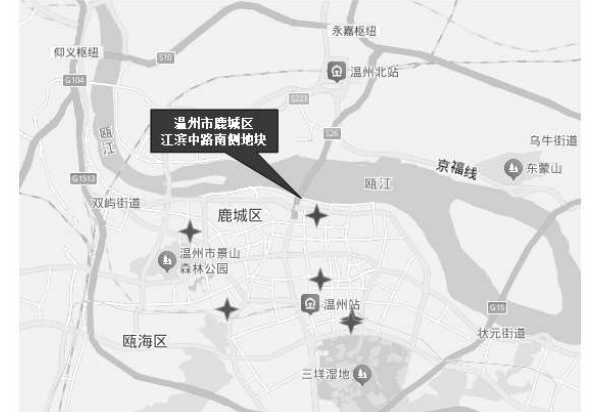 永嘉枢纽
仰义枢纽
S10
温州北站
G104
S223
温州市鹿城区
江滨中路南侧地块
S26
瓯江
乌牛街道
京福线
东蒙山
G1513
瓯江
双屿街道
鹿城区
温州市景山
森林公园
温州站
G15
状元街道
瓯海区
三垟湿地